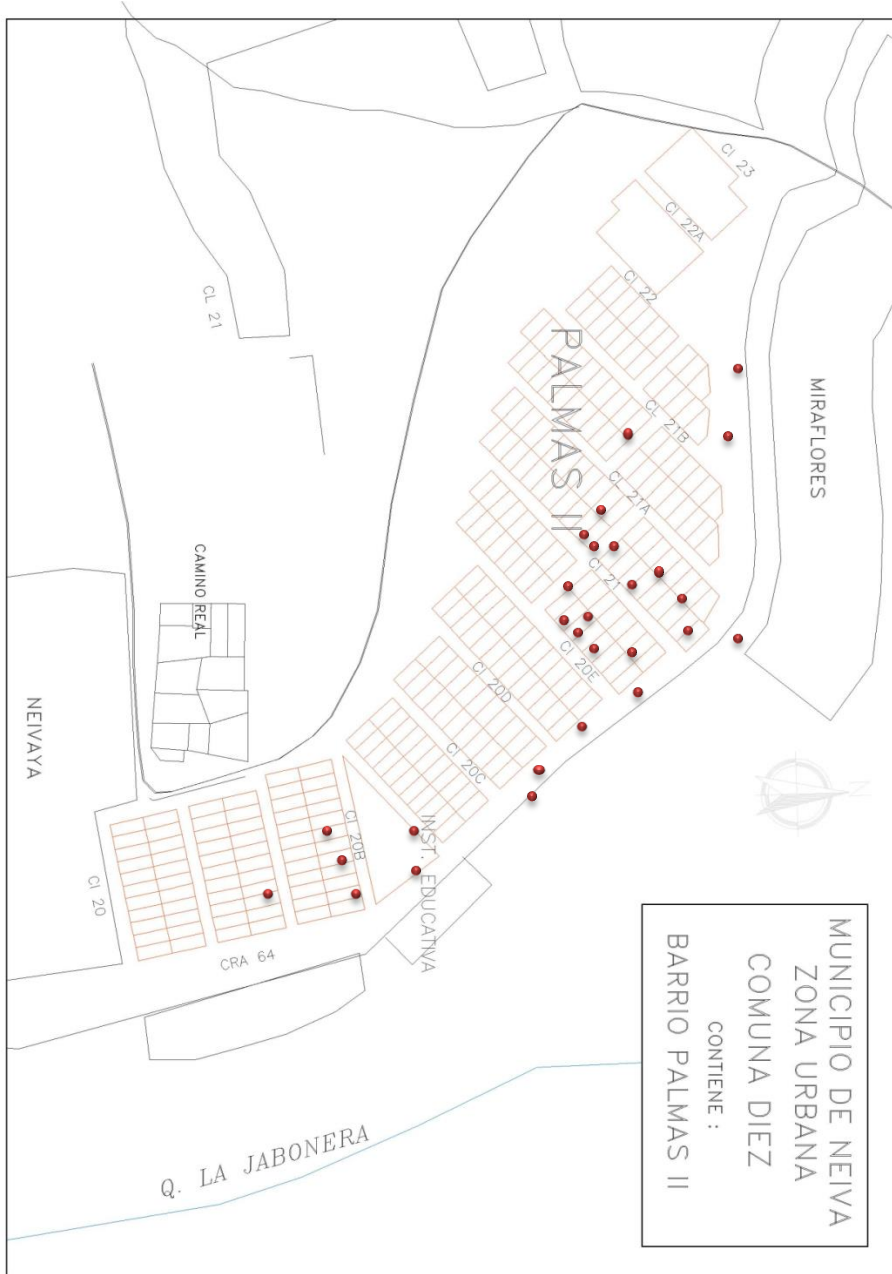 MUNICIPIO DE NEIVA
ZONA URBANA
COMUNA DIEZ
CONTIENE :
BARRIO PALMAS II
MIRAFLORES
PALMAS II
Cl 23
Cl 22A
Cl 22
CL 21B
CL 21A
Cl 21
Cl 20E
Cl 20D
Cl 20C
Cl 20B
Cl 20
CL 21
CAMINO REAL
NEIVAYA
INST. EDUCATIVA
CRA 64
Q. LA JABONERA
N